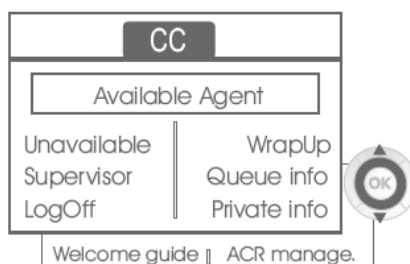 CC
Available Agent
Unavailable WrapUp
Supervisor Queue info
LogOff Private info
OK
Welcome guide ACR manage.